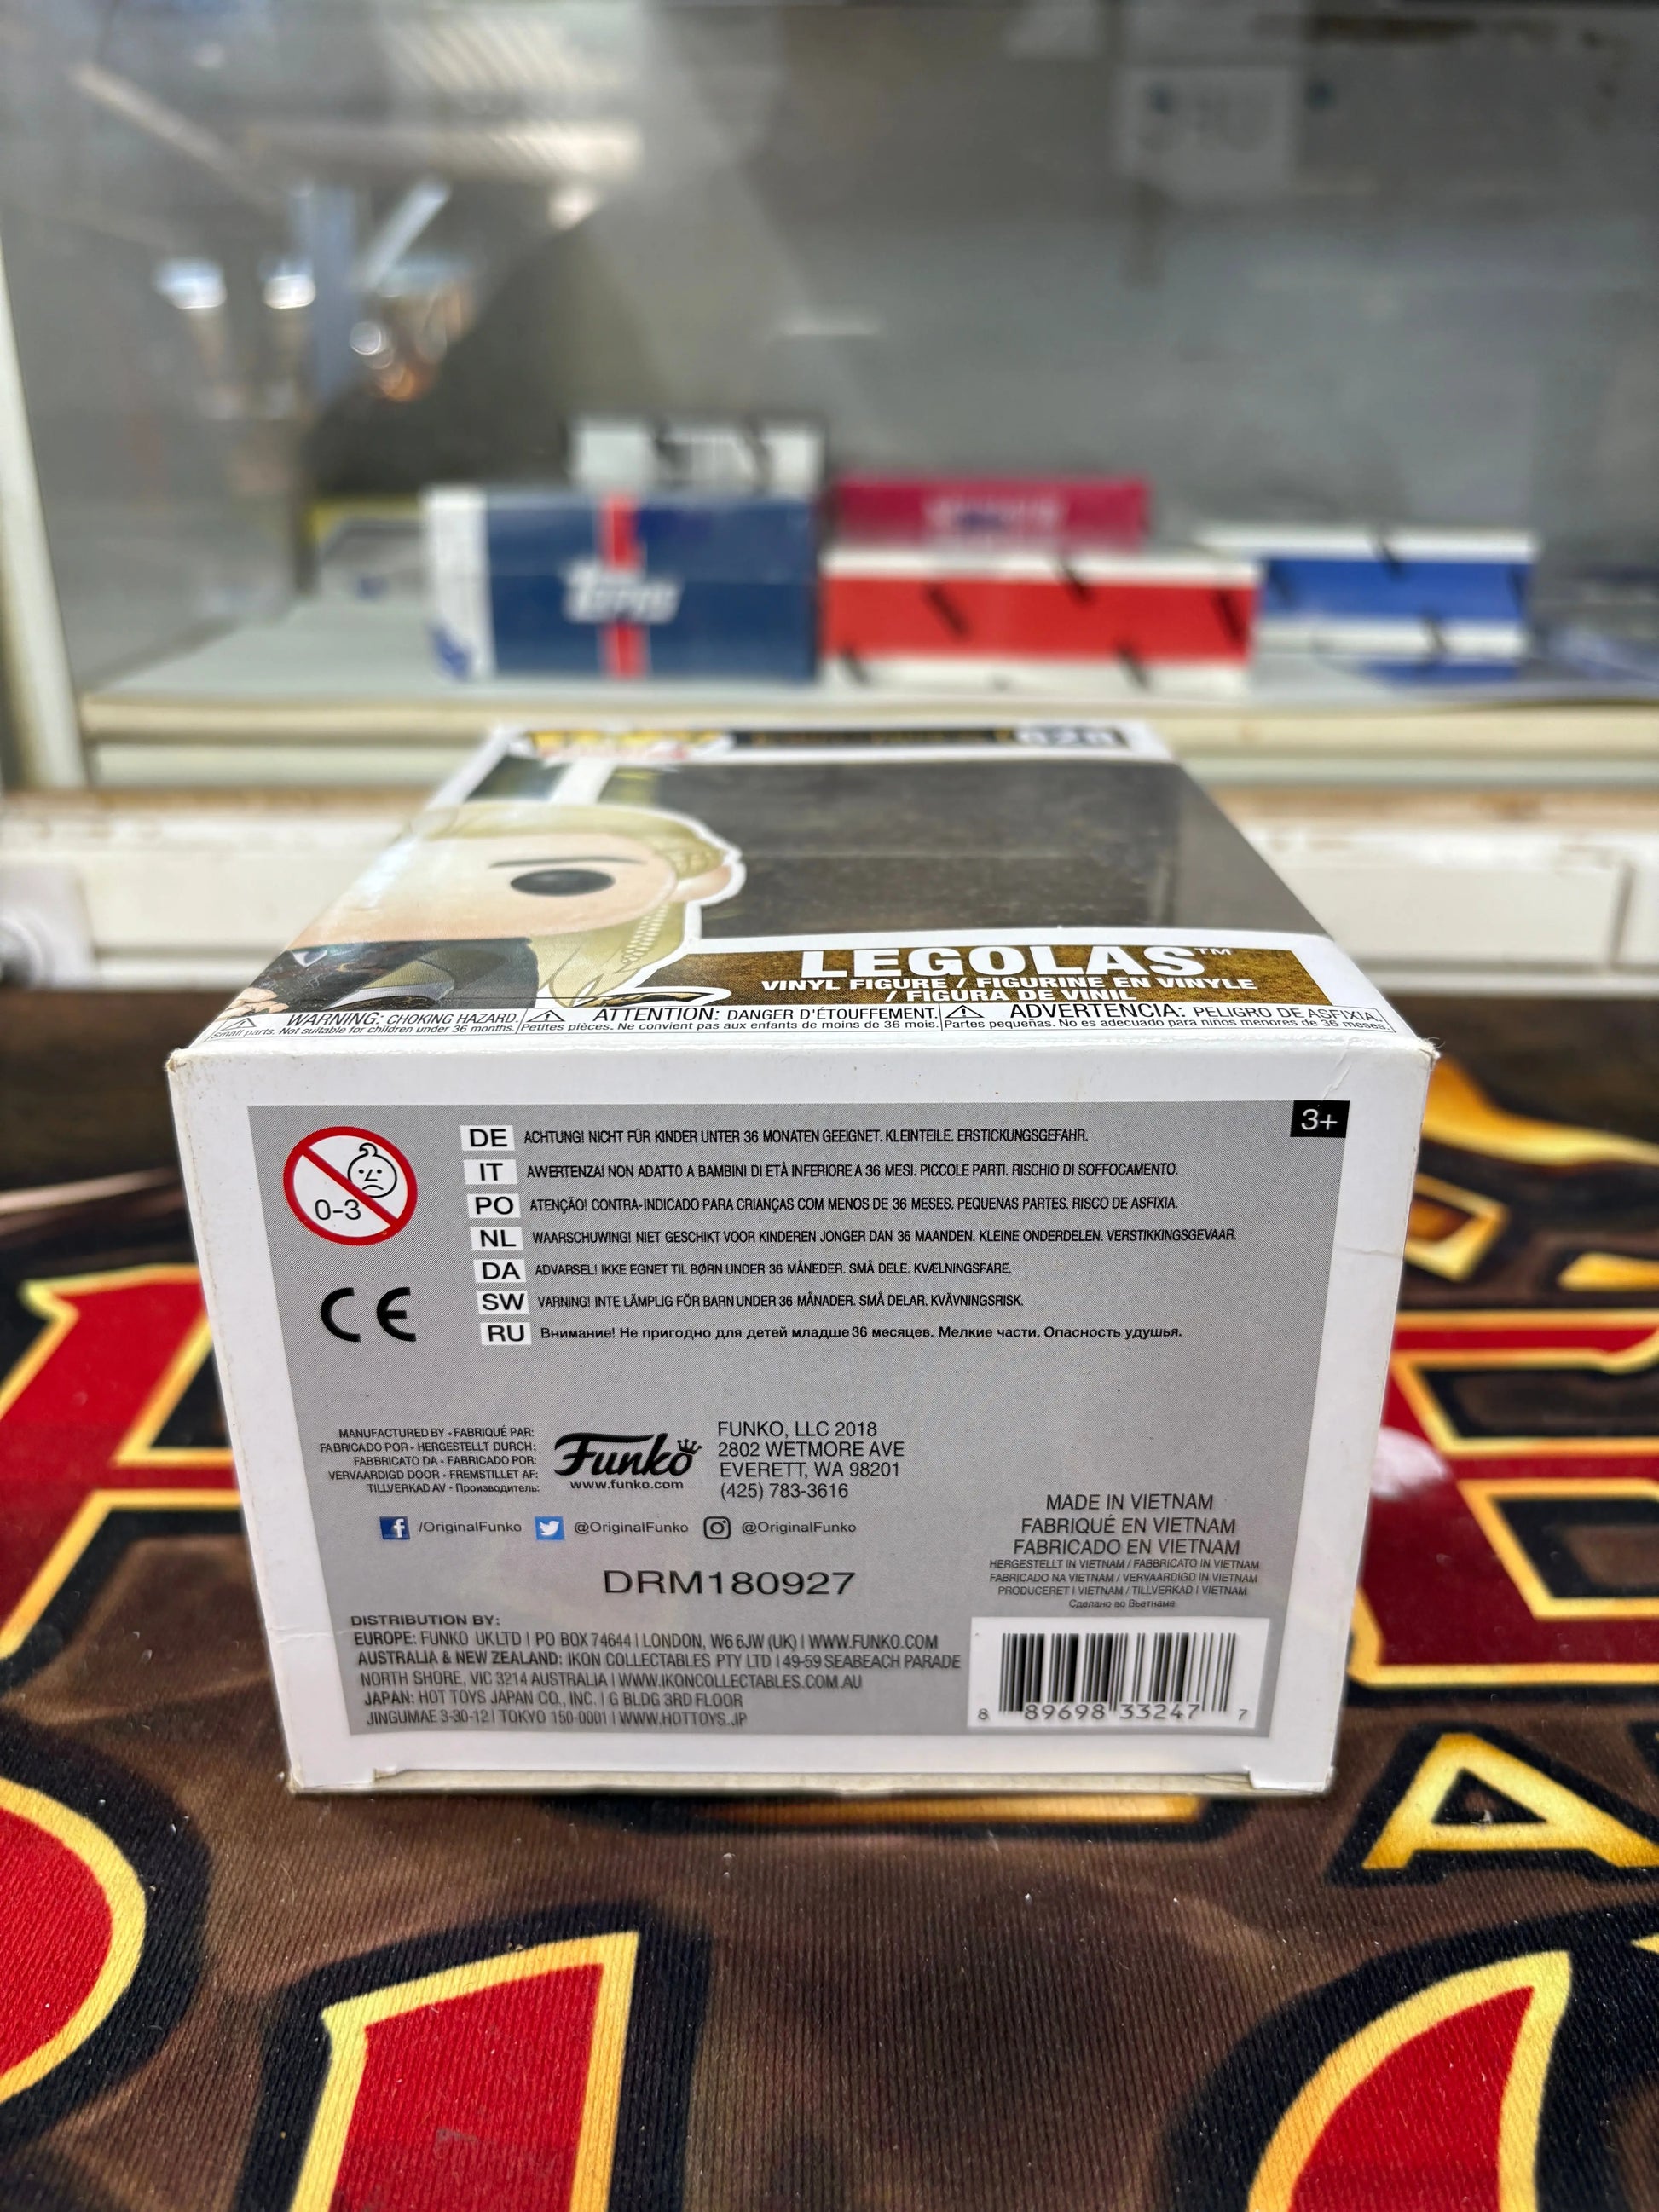 Topps
LEGOLAS™
VINYL FIGURE / FIGURINE EN VINYLE
/ FIGURA DE VINIL
WARNING: CHOKING HAZARD.
Small parts. Not suitable for children under 36 months.
ATTENTION: DANGER D'ÉTOUFFEMENT.
Petites pièces. Ne convient pas aux enfants de moins de 36 mois.
ADVERTENCIA: PELIGRO DE ASFIXIA.
Partes pequeñas. No es adecuado para niños menores de 36 meses.
3+
0-3
DE ACHTUNG! NICHT FÜR KINDER UNTER 36 MONATEN GEEIGNET. KLEINTEILE. ERSTICKUNGSGEFAHR.
IT AVVERTENZA! NON ADATTO A BAMBINI DI ETÀ INFERIORE A 36 MESI. PICCOLE PARTI. RISCHIO DI SOFFOCAMENTO.
PO ATENÇÃO! CONTRA-INDICADO PARA CRIANÇAS COM MENOS DE 36 MESES. PEQUENAS PARTES. RISCO DE ASFIXIA.
NL WAARSCHUWING! NIET GESCHIKT VOOR KINDEREN JONGER DAN 36 MAANDEN. KLEINE ONDERDELEN. VERSTIKKINGSGEVAAR.
DA ADVARSEL! IKKE EGNET TIL BØRN UNDER 36 MÅNEDER. SMÅ DELE. KVÆLNINGSFARE.
SW VARNING! INTE LÄMPLIG FÖR BARN UNDER 36 MÅNADER. SMÅ DELAR. KVÄVNINGSRISK.
RU Внимание! Не пригодно для детей младше 36 месяцев. Мелкие части. Опасность удушья.
CE
MANUFACTURED BY • FABRIQUÉ PAR:
FABRICADO POR • HERGESTELLT DURCH:
FABBRICATO DA • FABRICADO POR:
VERVAARDIGD DOOR • FREMSTILLET AF:
TILLVERKAD AV • Производитель:
Funko
www.funko.com
FUNKO, LLC 2018
2802 WETMORE AVE
EVERETT, WA 98201
(425) 783-3616
/OriginalFunko @OriginalFunko @OriginalFunko
DRM180927
MADE IN VIETNAM
FABRIQUÉ EN VIETNAM
FABRICADO EN VIETNAM
HERGESTELLT IN VIETNAM / FABBRICATO IN VIETNAM
FABRICADO NA VIETNAM / VERVAARDIGD IN VIETNAM
PRODUCERET I VIETNAM / TILLVERKAD I VIETNAM
Сделано во Вьетнаме
DISTRIBUTION BY:
EUROPE: FUNKO UK LTD | PO BOX 74644 | LONDON, W6 6JW (UK) | WWW.FUNKO.COM
AUSTRALIA & NEW ZEALAND: IKON COLLECTABLES PTY LTD | 49-59 SEABEACH PARADE
NORTH SHORE, VIC 3214 AUSTRALIA | WWW.IKONCOLLECTABLES.COM.AU
JAPAN: HOT TOYS JAPAN CO., INC. | G BLDG 3RD FLOOR
JINGUMAE 3-30-12 | TOKYO 150-0001 | WWW.HOTTOYS.JP
8 89698 33247 7